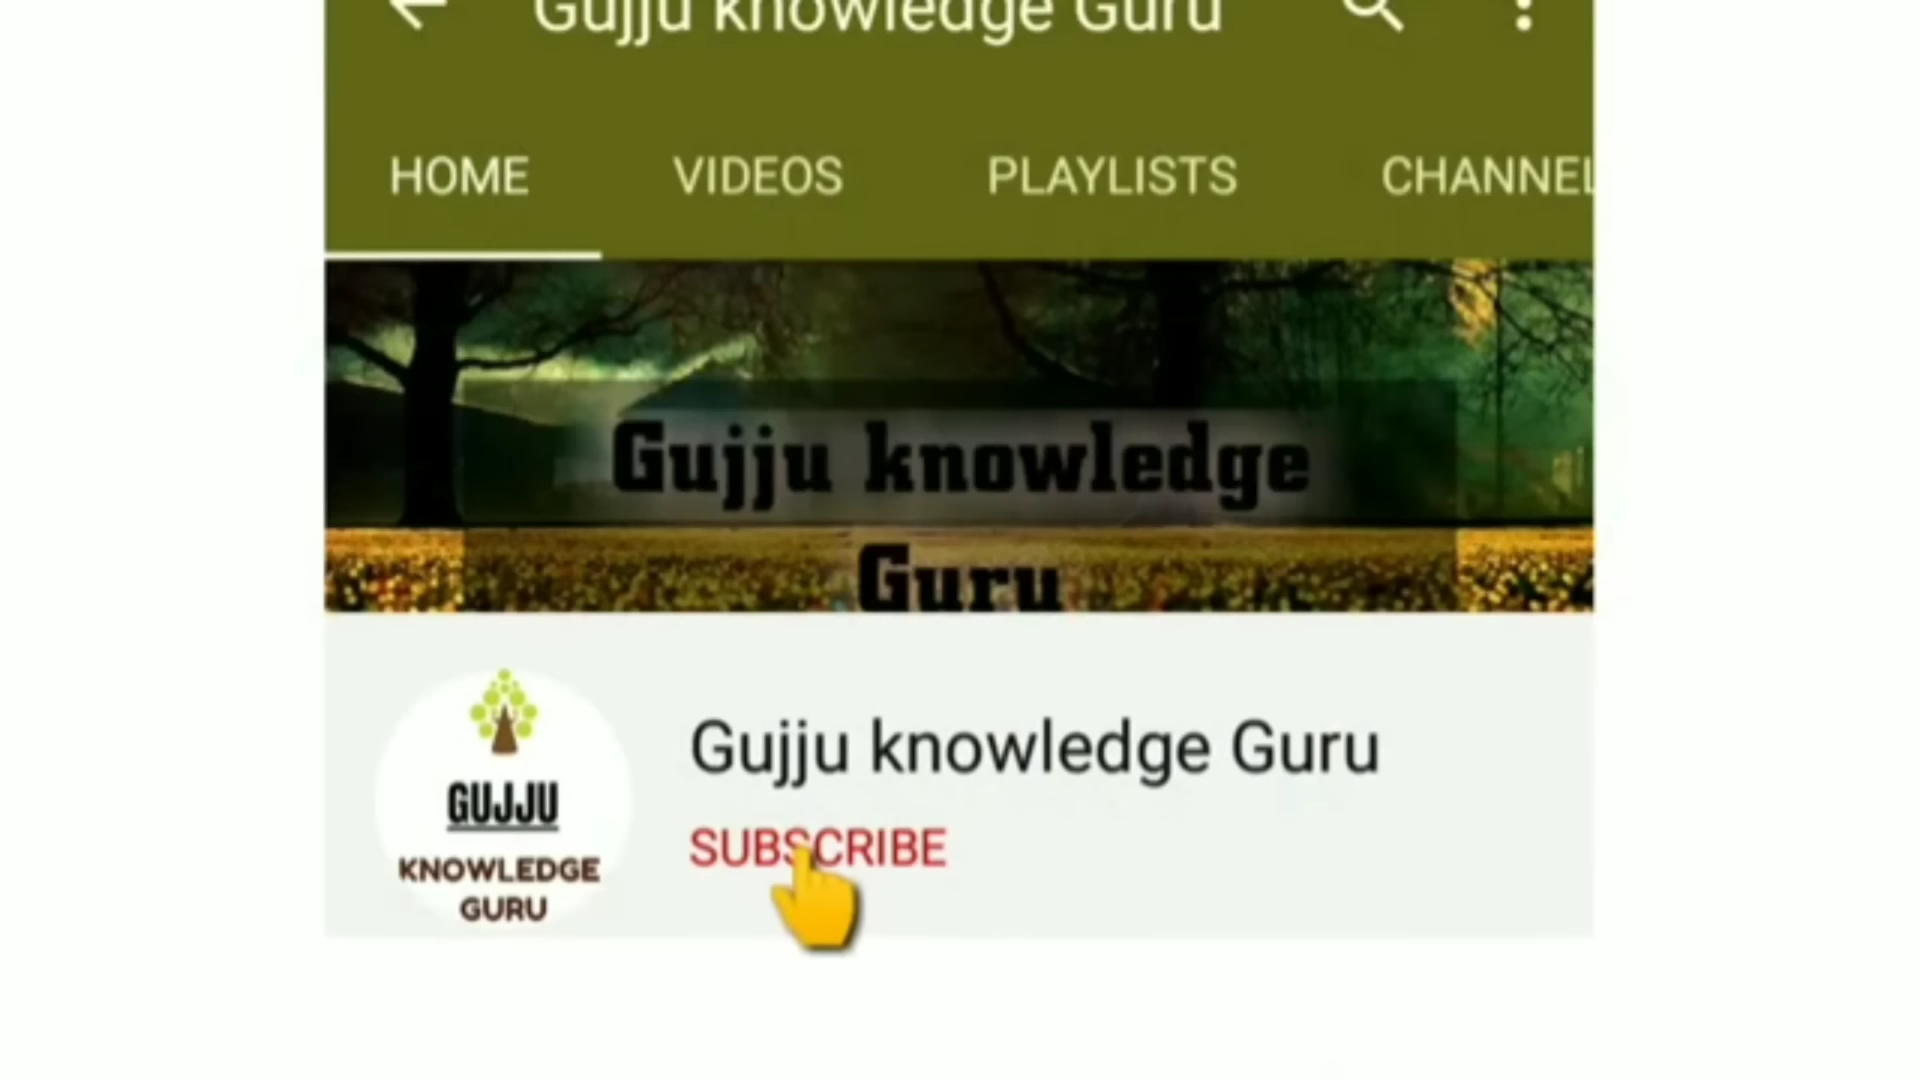 Gujju knowledge Guru
HOME VIDEOS PLAYLISTS CHANNEL
Gujju knowledge
Guru
GUJJU
KNOWLEDGE
GURU
Gujju knowledge Guru
SUBSCRIBE